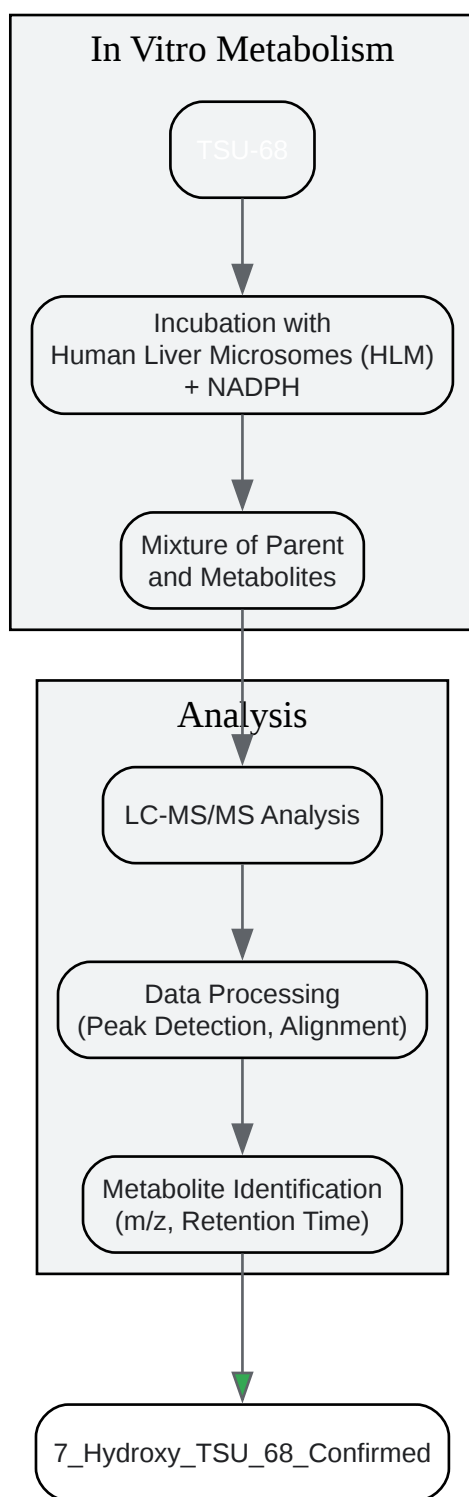 In Vitro Metabolism
TSU-68
Incubation with
Human Liver Microsomes (HLM)
+ NADPH
Mixture of Parent
and Metabolites
Analysis
LC-MS/MS Analysis
Data Processing
(Peak Detection, Alignment)
Metabolite Identification
(m/z, Retention Time)
7_Hydroxy_TSU_68_Confirmed